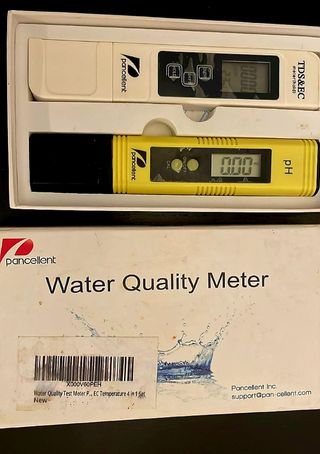 TDS&EC
Pancellent
pH
0.00
Pancellent
pancellent
Water Quality Meter
X000V60PEH
Water Quality Test Meter P... EC Temperature 4 in 1 Set,
New
Pancellent Inc.
support@pan-cellent.com